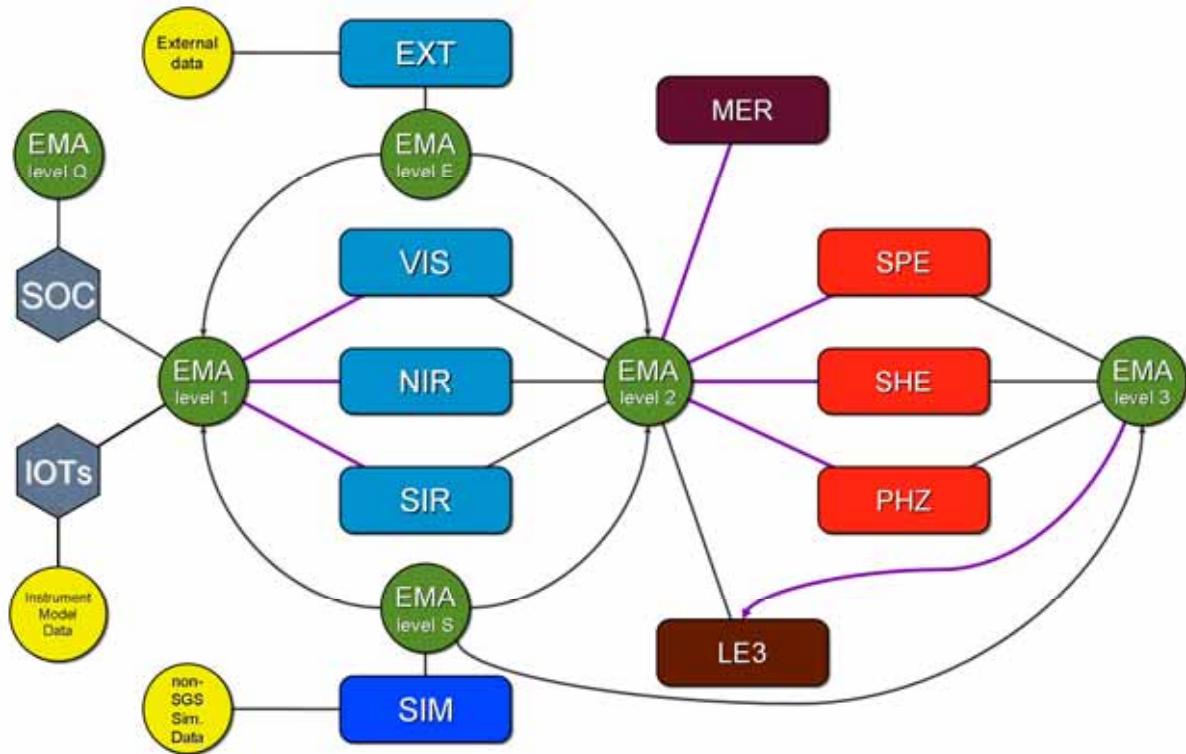 External
data
EXT
MER
EMA
level Q
EMA
level E
VIS
SPE
SOC
EMA
level 1
NIR
EMA
level 2
SHE
EMA
level 3
IOTs
SIR
PHZ
Instrument
Model
Data
EMA
level S
LE3
non-
SGS
Sim.
Data
SIM